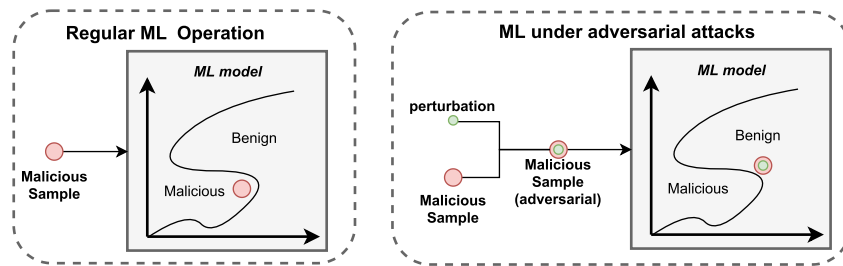 Regular ML Operation
ML model
Benign
Malicious
Malicious
Sample
ML under adversarial attacks
ML model
perturbation
Benign
Malicious
Sample
(adversarial)
Malicious
Malicious
Sample